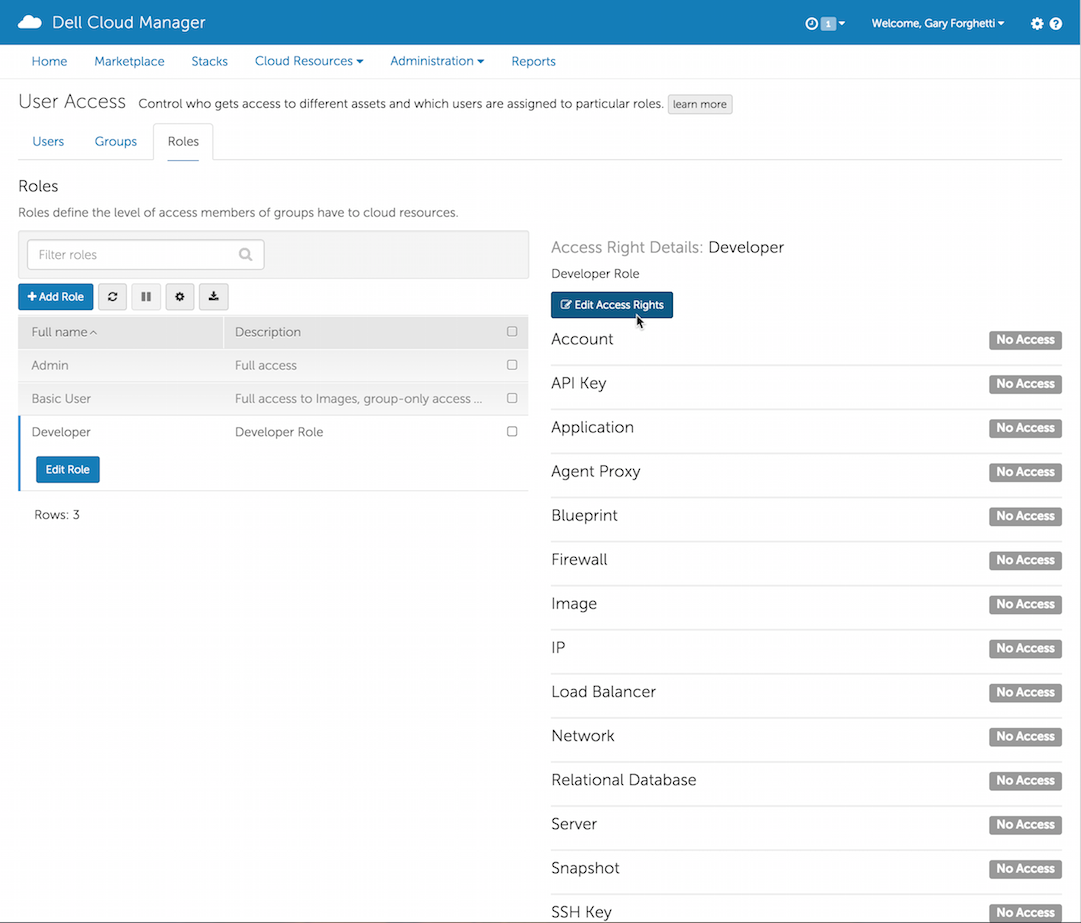 Dell Cloud Manager
1
Welcome, Gary Forghetti
Home Marketplace Stacks Cloud Resources Administration Reports
User Access Control who gets access to different assets and which users are assigned to particular roles. learn more
Users Groups Roles
Roles
Roles define the level of access members of groups have to cloud resources.
Filter roles
+ Add Role
Full name Description
Admin Full access
Basic User Full access to Images, group-only access ...
Developer Developer Role
Edit Role
Rows: 3
Access Right Details: Developer
Developer Role
Edit Access Rights
Account No Access
API Key No Access
Application No Access
Agent Proxy No Access
Blueprint No Access
Firewall No Access
Image No Access
IP No Access
Load Balancer No Access
Network No Access
Relational Database No Access
Server No Access
Snapshot No Access
SSH Key No Access